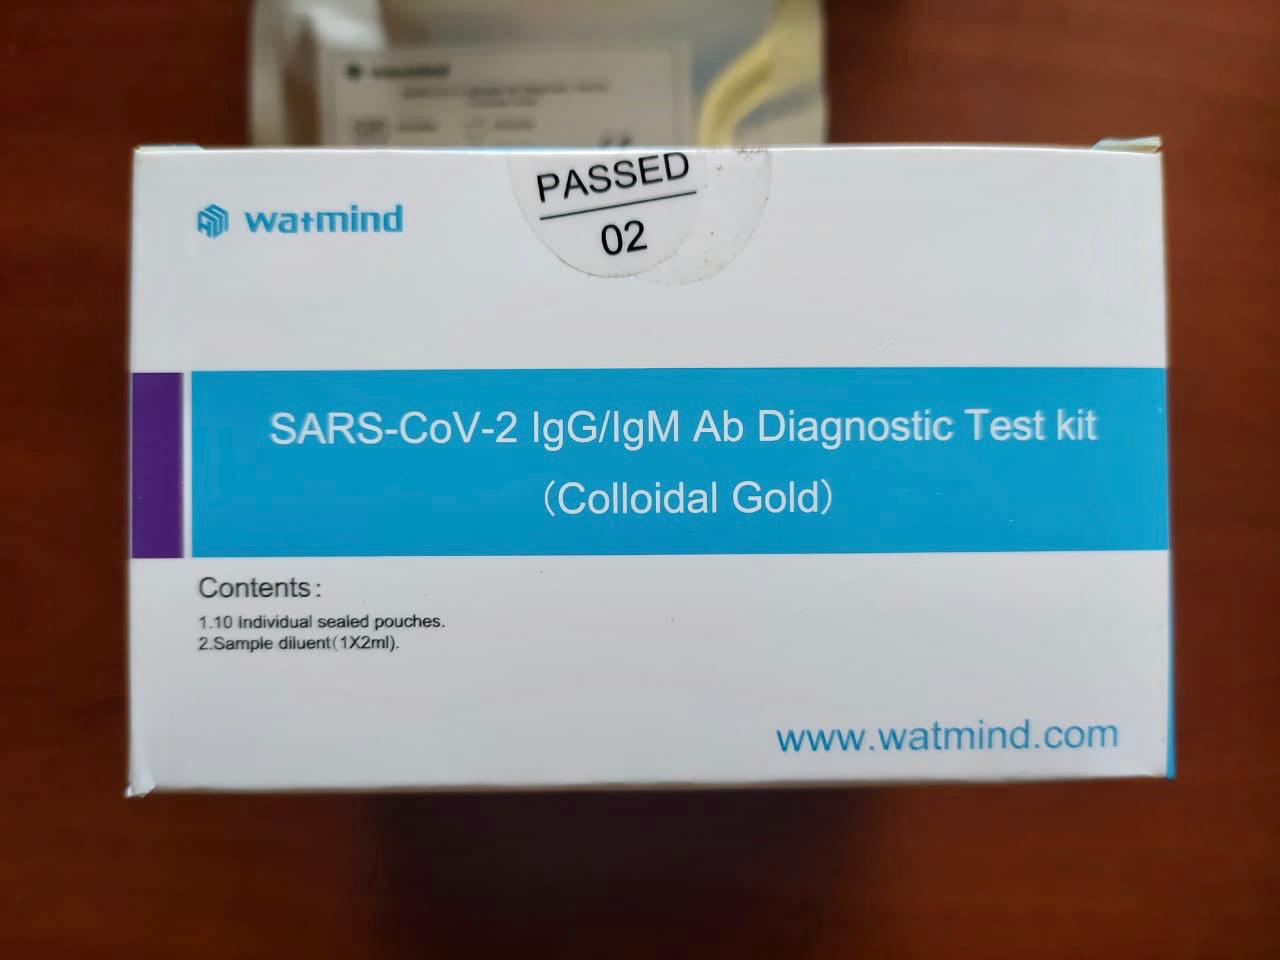 watmind
PASSED
02
watmind
SARS-CoV-2 IgG/IgM Ab Diagnostic Test kit
(Colloidal Gold)
Contents:
1.10 Individual sealed pouches.
2.Sample diluent(1X2ml).
www.watmind.com